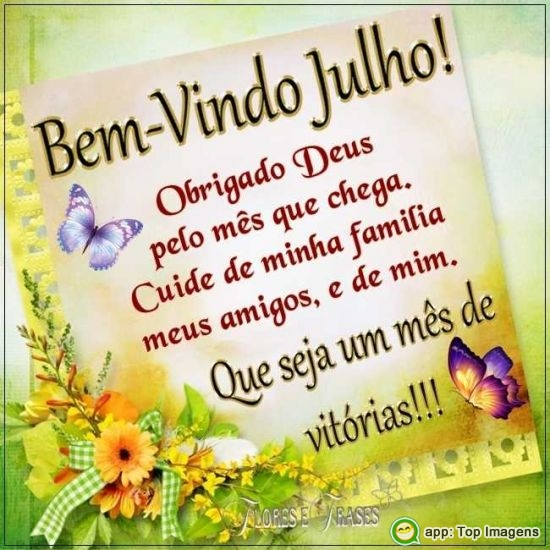 Bem-Vindo Julho!
Obrigado Deus
pelo mês que chega.
Cuide de minha familia
meus amigos, e de mim.
Que seja um mês de
vitórias!!!
FLORES E FRASES
app: Top Imagens